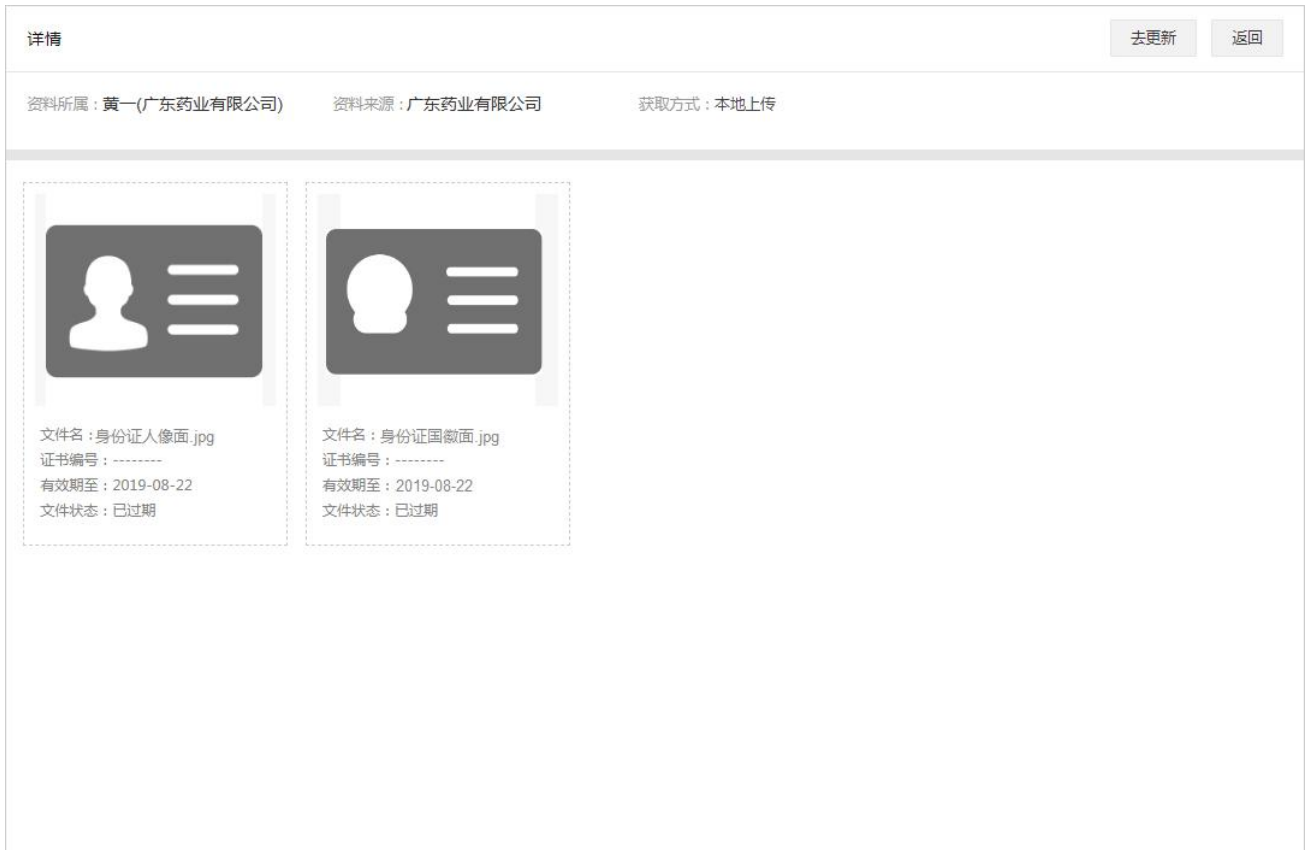 详情
去更新
返回
资料所属：黄一(广东药业有限公司)
资料来源：广东药业有限公司
获取方式：本地上传
文件名：身份证人像面.jpg
证书编号：--------
有效期至：2019-08-22
文件状态：已过期
文件名：身份证国徽面.jpg
证书编号：--------
有效期至：2019-08-22
文件状态：已过期